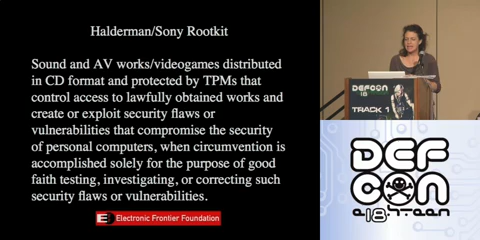 Halderman/Sony Rootkit
Sound and AV works/videogames distributed
in CD format and protected by TPMs that
control access to lawfully obtained works and
create or exploit security flaws or
vulnerabilities that compromise the security
of personal computers, when circumvention is
accomplished solely for the purpose of good
faith testing, investigating, or correcting such
security flaws or vulnerabilities.
Electronic Frontier Foundation
DEFCON
18
TRACK 1
DEF
CON